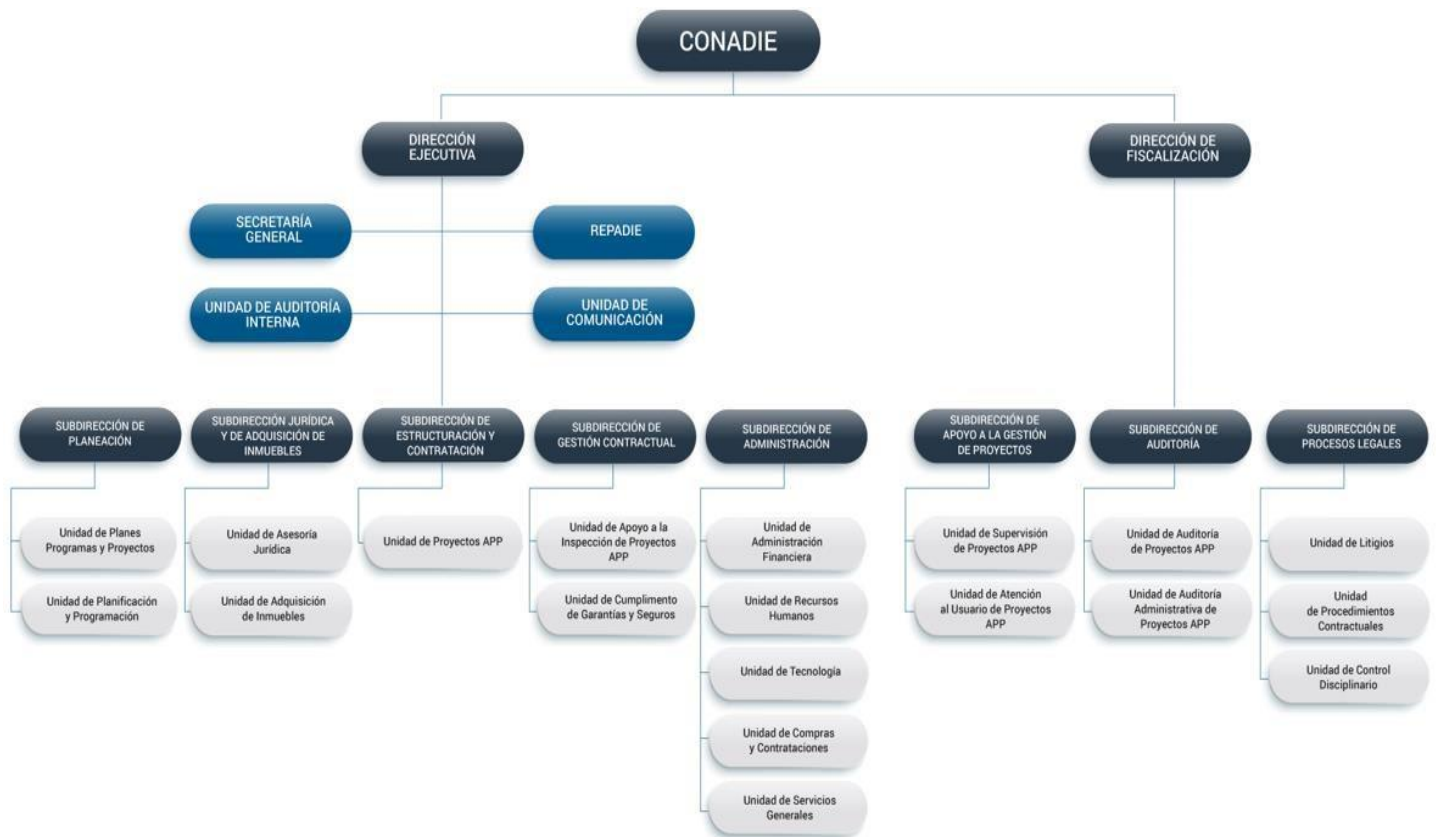 CONADIE
DIRECCIÓN
EJECUTIVA
DIRECCIÓN DE
FISCALIZACIÓN
SECRETARÍA
GENERAL
REPADIE
UNIDAD DE AUDITORÍA
INTERNA
UNIDAD DE
COMUNICACIÓN
SUBDIRECCIÓN DE
PLANEACIÓN
SUBDIRECCIÓN JURÍDICA
Y DE ADQUISICIÓN DE
INMUEBLES
SUBDIRECCIÓN DE
ESTRUCTURACIÓN Y
CONTRATACIÓN
SUBDIRECCIÓN DE
GESTIÓN CONTRACTUAL
SUBDIRECCIÓN DE
ADMINISTRACIÓN
SUBDIRECCIÓN DE
APOYO A LA GESTIÓN
DE PROYECTOS
SUBDIRECCIÓN DE
AUDITORÍA
SUBDIRECCIÓN DE
PROCESOS LEGALES
Unidad de Planes
Programas y Proyectos
Unidad de Planificación
y Programación
Unidad de Asesoría
Jurídica
Unidad de Adquisición
de Inmuebles
Unidad de Proyectos APP
Unidad de Apoyo a la
Inspección de Proyectos
APP
Unidad de Cumplimento
de Garantías y Seguros
Unidad de
Administración
Financiera
Unidad de Recursos
Humanos
Unidad de Tecnología
Unidad de Compras
y Contrataciones
Unidad de Servicios
Generales
Unidad de Supervisión
de Proyectos APP
Unidad de Atención
al Usuario de Proyectos
APP
Unidad de Auditoría
de Proyectos APP
Unidad de Auditoría
Administrativa de
Proyectos APP
Unidad de Litigios
Unidad
de Procedimientos
Contractuales
Unidad de Control
Disciplinario